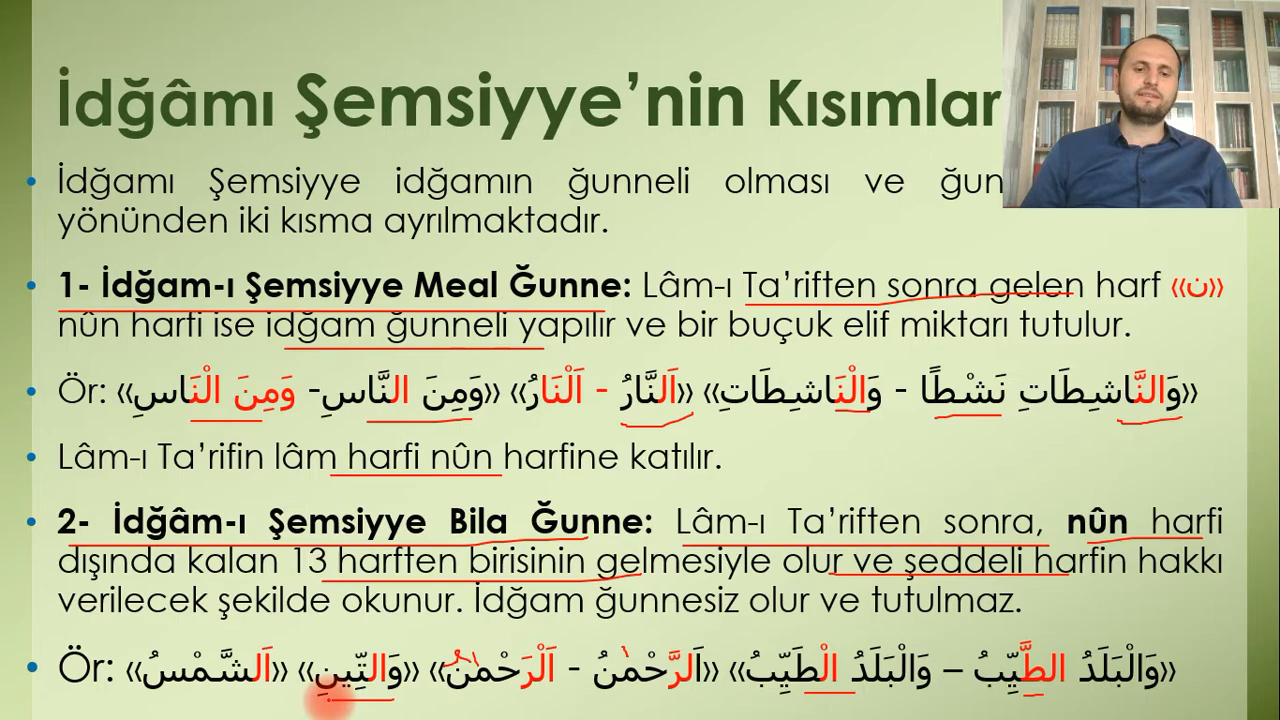 İdğâmı Şemsiyye’nin Kısımlar
İdğamı Şemsiyye idğamın ğunneli olması ve ğun
yönünden iki kısma ayrılmaktadır.
1- İdğam-ı Şemsiyye Meal Ğunne: Lâm-ı Ta’riften sonra gelen harf «ن»
nûn harfi ise idğam ğunneli yapılır ve bir buçuk elif miktarı tutulur.
Ör: «وَالنَّاشِطَاتِ نَشْطًا - وَالْنَاشِطَاتِ» «اَلنَّارُ - اَلْنَارُ» «وَمِنَ النَّاسِ- وَمِنَ الْنَاسِ»
Lâm-ı Ta’rifin lâm harfi nûn harfine katılır.
2- İdğâm-ı Şemsiyye Bila Ğunne: Lâm-ı Ta’riften sonra, nûn harfi
dışında kalan 13 harften birisinin gelmesiyle olur ve şeddeli harfin hakkı
verilecek şekilde okunur. İdğam ğunnesiz olur ve tutulmaz.
Ör: «وَالْبَلَدُ الطَّيِّبُ – وَالْبَلَدُ الْطَيِّبُ» «اَلرَّحْمٰنُ - اَلْرَحْمٰنُ» «وَالتِّينِ» «اَلشَّمْسُ»